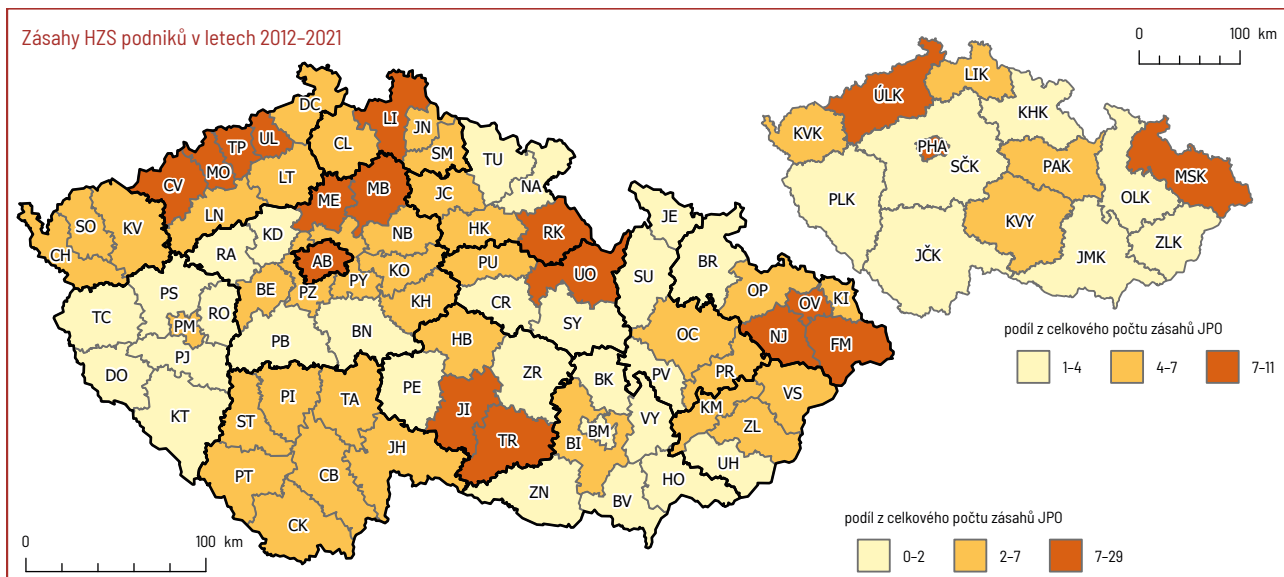 Zásahy HZS podniků v letech 2012–2021
0 100 km
LIK
ÚLK
KHK
KVK
PHA
SČK
PAK
MSK
PLK
OLK
KVY
ZLK
JČK
JMK
podíl z celkového počtu zásahů JPO
1–4 4–7 7–11
DC
LI
JN
UL
TP
CL
SM
MO
TU
CV
LT
MB
NA
ME
JC
LN
SO
KV
JE
KD
NB
HK
RK
CH
RA
AB
BR
PU
UO
SU
BE
PZ
PY
KO
OP
OV
KI
PS
RO
KH
CR
TC
PM
SY
OC
NJ
FM
PB
BN
HB
PJ
DO
ZR
PV
PR
PE
BK
VS
KT
PI
TA
JI
VY
KM
ST
BM
ZL
TR
BI
JH
UH
PT
CB
HO
ZN
BV
CK
0 100 km
podíl z celkového počtu zásahů JPO
0–2 2–7 7–29